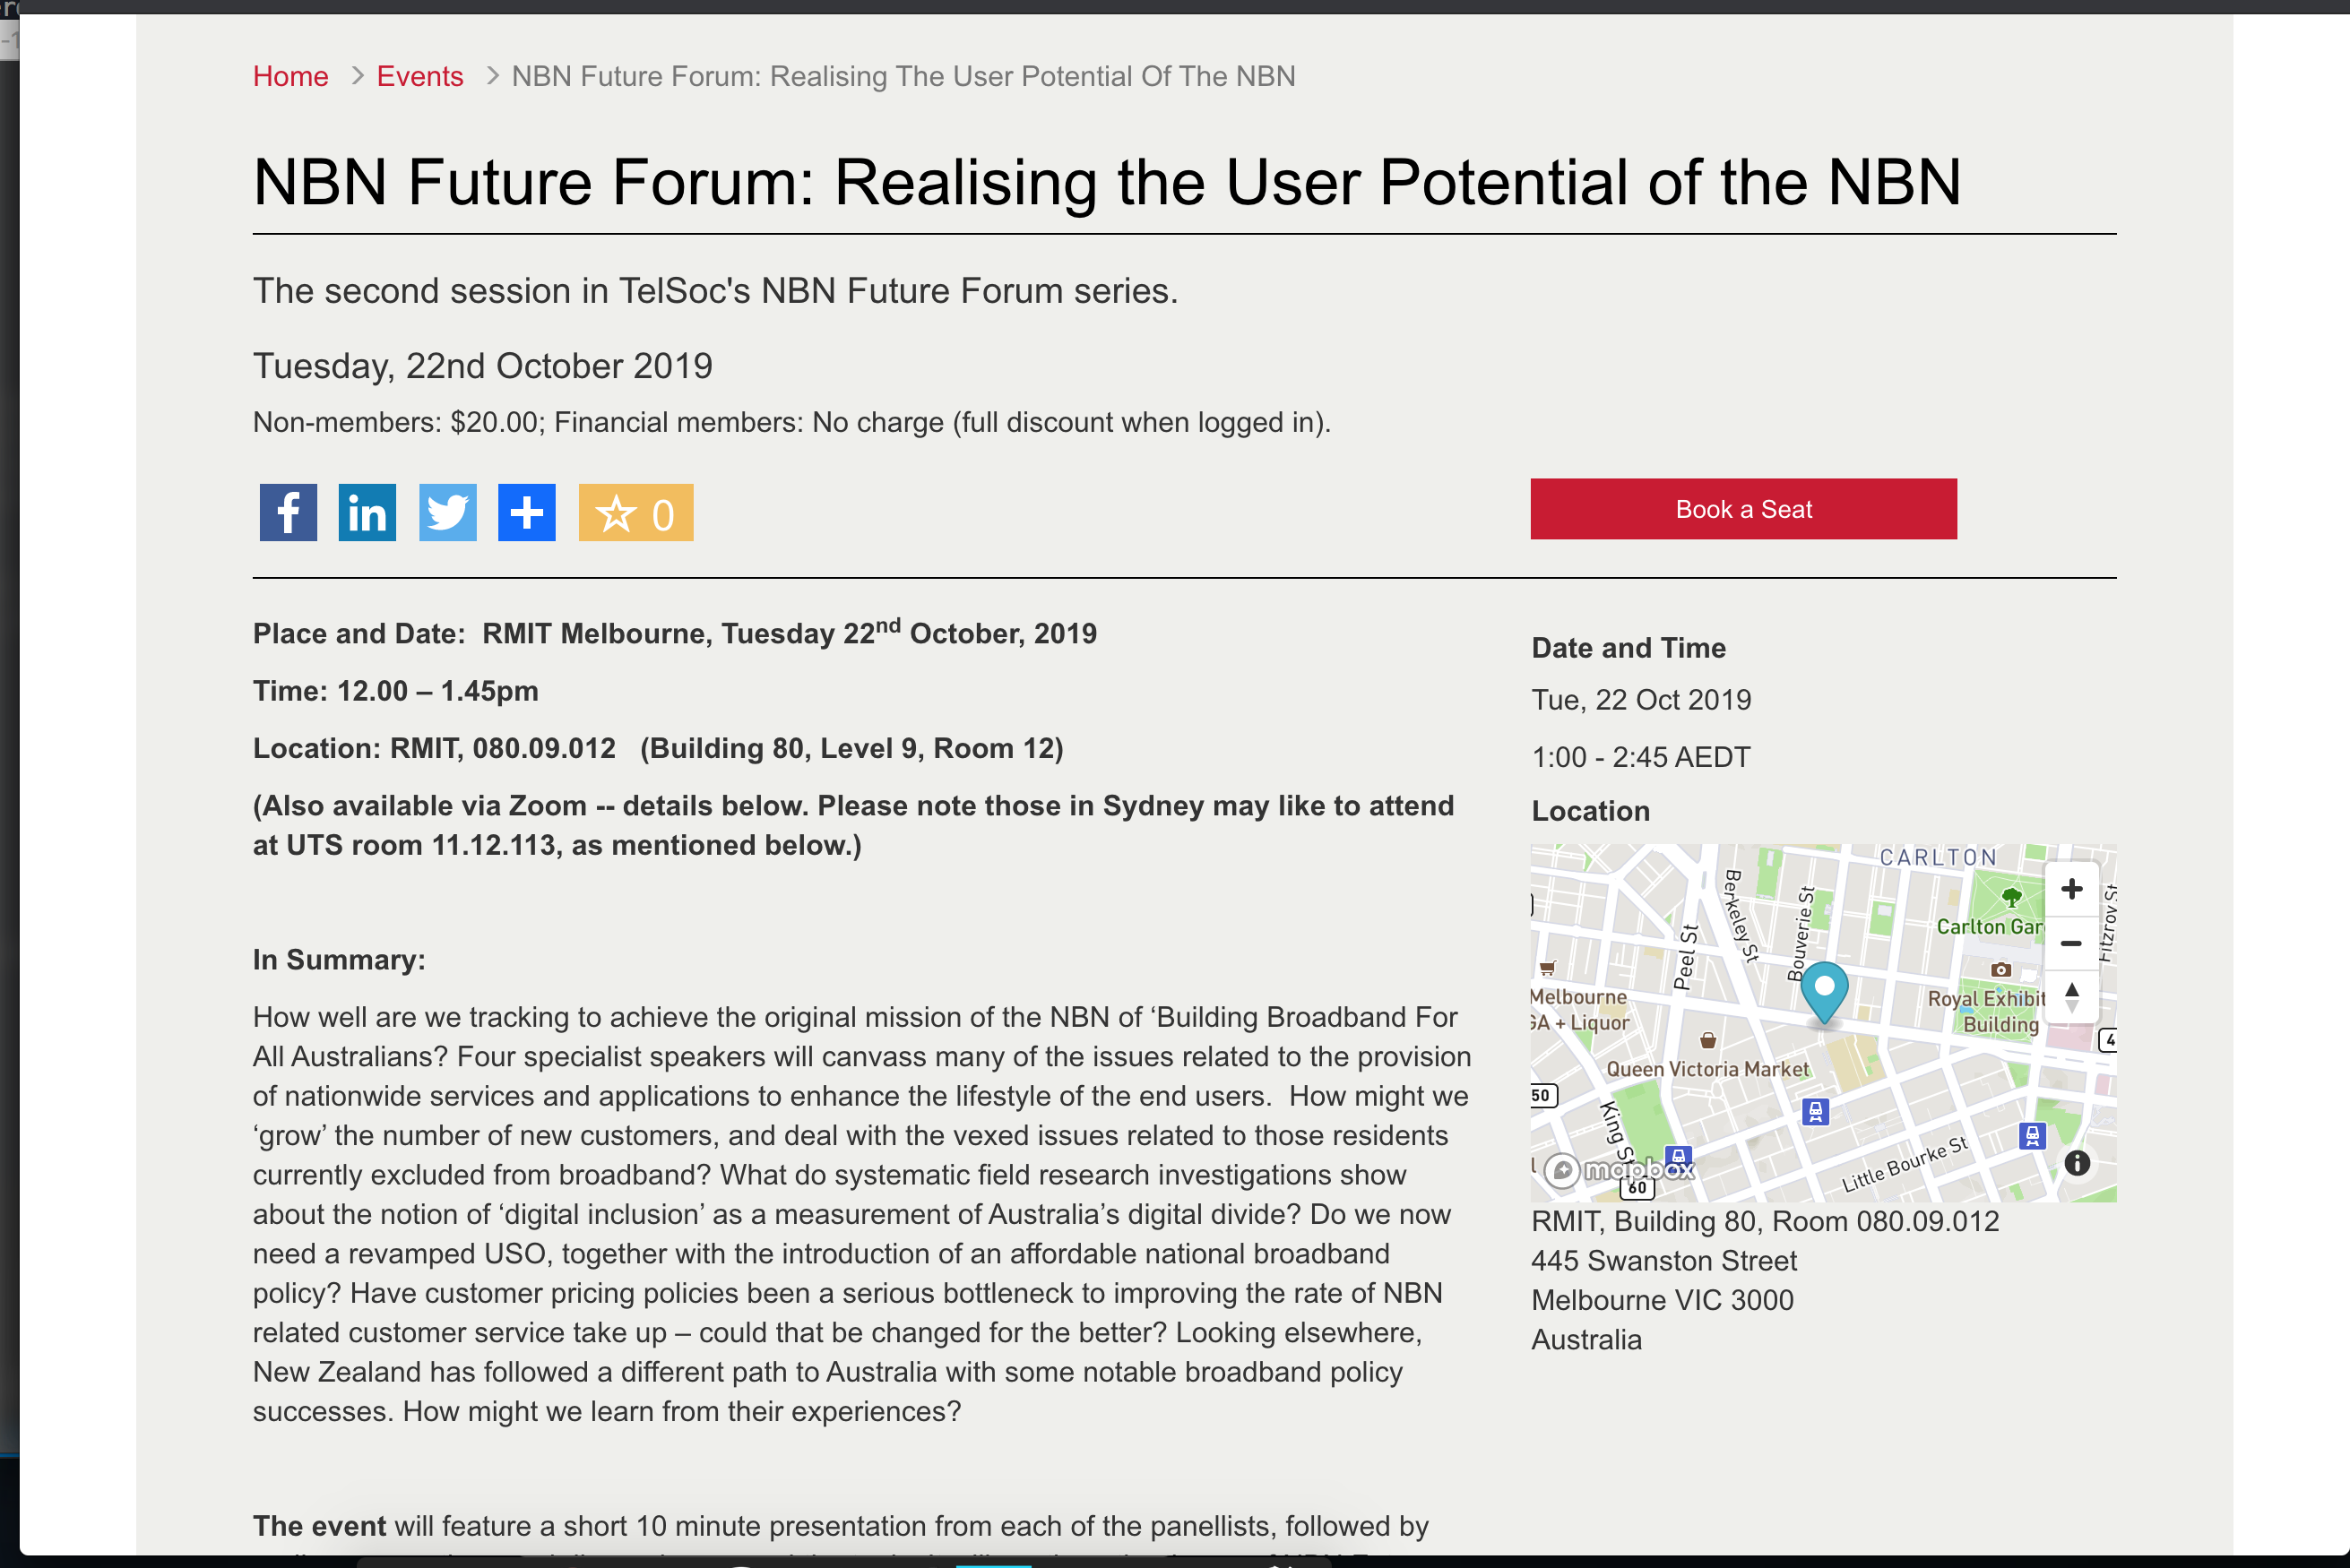 Home > Events > NBN Future Forum: Realising The User Potential Of The NBN
NBN Future Forum: Realising the User Potential of the NBN
The second session in TelSoc's NBN Future Forum series.
Tuesday, 22nd October 2019
Non-members: $20.00; Financial members: No charge (full discount when logged in).
f in + 0
Book a Seat
Place and Date:  RMIT Melbourne, Tuesday 22nd October, 2019
Time: 12.00 – 1.45pm
Location: RMIT, 080.09.012   (Building 80, Level 9, Room 12)
(Also available via Zoom -- details below. Please note those in Sydney may like to attend
at UTS room 11.12.113, as mentioned below.)
In Summary:
How well are we tracking to achieve the original mission of the NBN of ‘Building Broadband For
All Australians? Four specialist speakers will canvass many of the issues related to the provision
of nationwide services and applications to enhance the lifestyle of the end users.  How might we
‘grow’ the number of new customers, and deal with the vexed issues related to those residents
currently excluded from broadband? What do systematic field research investigations show
about the notion of ‘digital inclusion’ as a measurement of Australia’s digital divide? Do we now
need a revamped USO, together with the introduction of an affordable national broadband
policy? Have customer pricing policies been a serious bottleneck to improving the rate of NBN
related customer service take up – could that be changed for the better? Looking elsewhere,
New Zealand has followed a different path to Australia with some notable broadband policy
successes. How might we learn from their experiences?
The event will feature a short 10 minute presentation from each of the panellists, followed by
Date and Time
Tue, 22 Oct 2019
1:00 - 2:45 AEDT
Location
CARLTON
Berkeley St
Bouverie St
Peel St
Fitzroy St
Carlton Gar
Melbourne
GA + Liquor
Royal Exhibit
Building
4
Queen Victoria Market
50
King St
Little Bourke St
mapbox
60
RMIT, Building 80, Room 080.09.012
445 Swanston Street
Melbourne VIC 3000
Australia